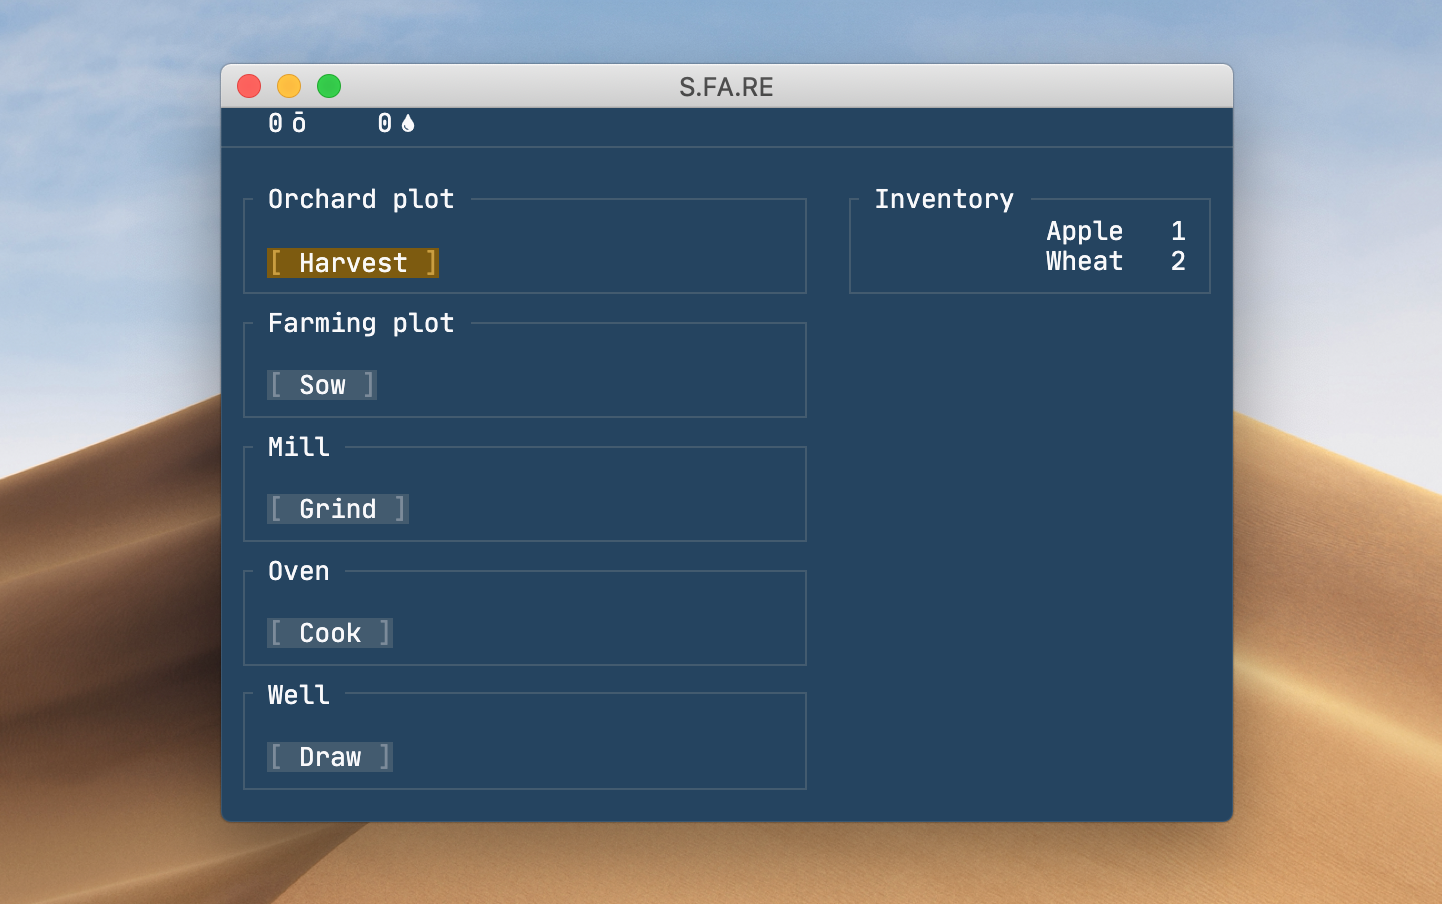 S.FA.RE
0 ō 0
Orchard plot
[ Harvest ]
Farming plot
[ Sow ]
Mill
[ Grind ]
Oven
[ Cook ]
Well
[ Draw ]
Inventory
Apple 1
Wheat 2